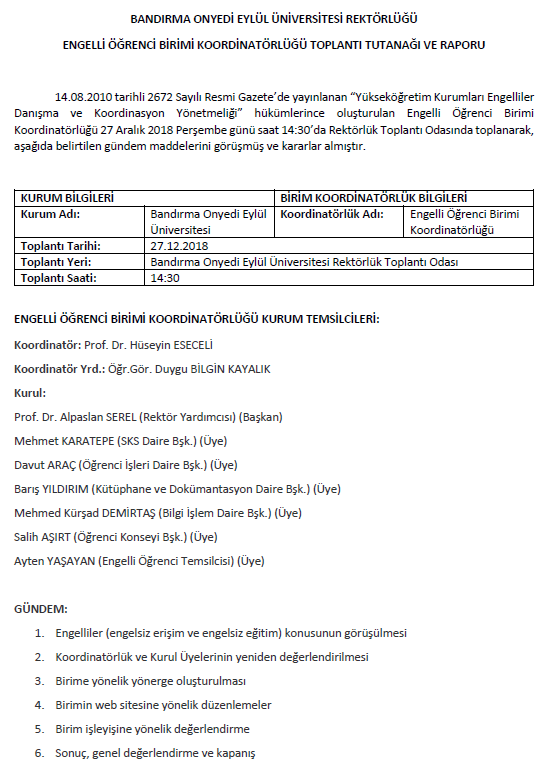 BANDIRMA ONYEDİ EYLÜL ÜNİVERSİTESİ REKTÖRLÜĞÜ
ENGELLİ ÖĞRENCİ BİRİMİ KOORDİNATÖRLÜĞÜ TOPLANTI TUTANAĞI VE RAPORU
14.08.2010 tarihli 2672 Sayılı Resmi Gazete’de yayınlanan “Yükseköğretim Kurumları Engelliler
Danışma ve Koordinasyon Yönetmeliği” hükümlerince oluşturulan Engelli Öğrenci Birimi
Koordinatörlüğü 27 Aralık 2018 Perşembe günü saat 14:30’da Rektörlük Toplantı Odasında toplanarak,
aşağıda belirtilen gündem maddelerini görüşmüş ve kararlar almıştır.
KURUM BİLGİLERİ BİRİM KOORDİNATÖRLÜK BİLGİLERİ
Kurum Adı: Bandırma Onyedi Eylül Koordinatörlük Adı: Engelli Öğrenci Birimi
Üniversitesi Koordinatörlüğü
Toplantı Tarihi: 27.12.2018
Toplantı Yeri: Bandırma Onyedi Eylül Üniversitesi Rektörlük Toplantı Odası
Toplantı Saati: 14:30
ENGELLİ ÖĞRENCİ BİRİMİ KOORDİNATÖRLÜĞÜ KURUM TEMSİLCİLERİ:
Koordinatör: Prof. Dr. Hüseyin ESECELİ
Koordinatör Yrd.: Öğr.Gör. Duygu BİLGİN KAYALIK
Kurul:
Prof. Dr. Alpaslan SEREL (Rektör Yardımcısı) (Başkan)
Mehmet KARATEPE (SKS Daire Bşk.) (Üye)
Davut ARAÇ (Öğrenci İşleri Daire Bşk.) (Üye)
Barış YILDIRIM (Kütüphane ve Dokümantasyon Daire Bşk.) (Üye)
Mehmed Kürşad DEMİRTAŞ (Bilgi İşlem Daire Bşk.) (Üye)
Salih AŞIRT (Öğrenci Konseyi Bşk.) (Üye)
Ayten YAŞAYAN (Engelli Öğrenci Temsilcisi) (Üye)
GÜNDEM:
1. Engelliler (engelsiz erişim ve engelsiz eğitim) konusunun görüşülmesi
2. Koordinatörlük ve Kurul Üyelerinin yeniden değerlendirilmesi
3. Birime yönelik yönerge oluşturulması
4. Birimin web sitesine yönelik düzenlemeler
5. Birim işleyişine yönelik değerlendirme
6. Sonuç, genel değerlendirme ve kapanış